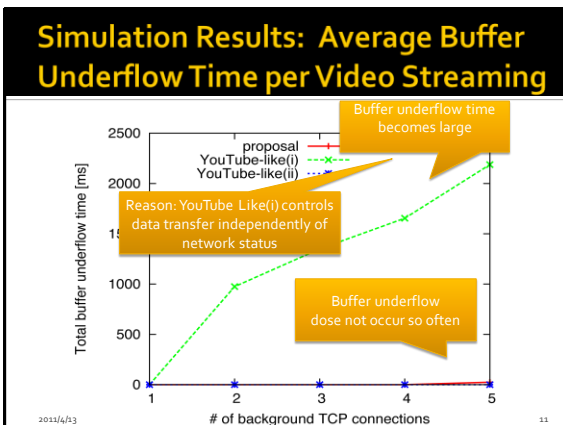 Simulation Results: Average Buffer
Underflow Time per Video Streaming
Buffer underflow time
becomes large
2500
2000
1000
500
0
Total buffer underflow time [ms]
proposal
YouTube-like(i)
YouTube-like(ii)
Reason: YouTube Like(i) controls
data transfer independently of
network status
Buffer underflow
dose not occur so often
1
2
3
4
5
# of background TCP connections
2011/4/13
11